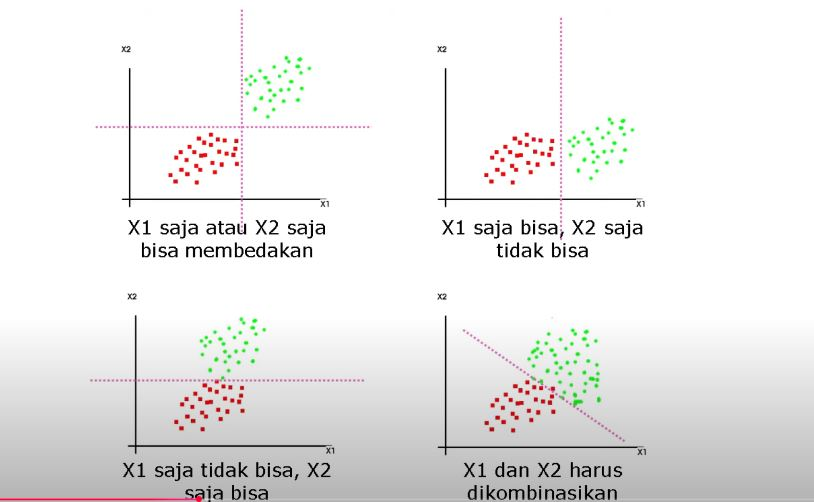 X2
X1
X1 saja atau X2 saja
bisa membedakan
X2
X1
X1 saja bisa, X2 saja
tidak bisa
X2
X1
X1 saja tidak bisa, X2
saja bisa
X2
X1
X1 dan X2 harus
dikombinasikan